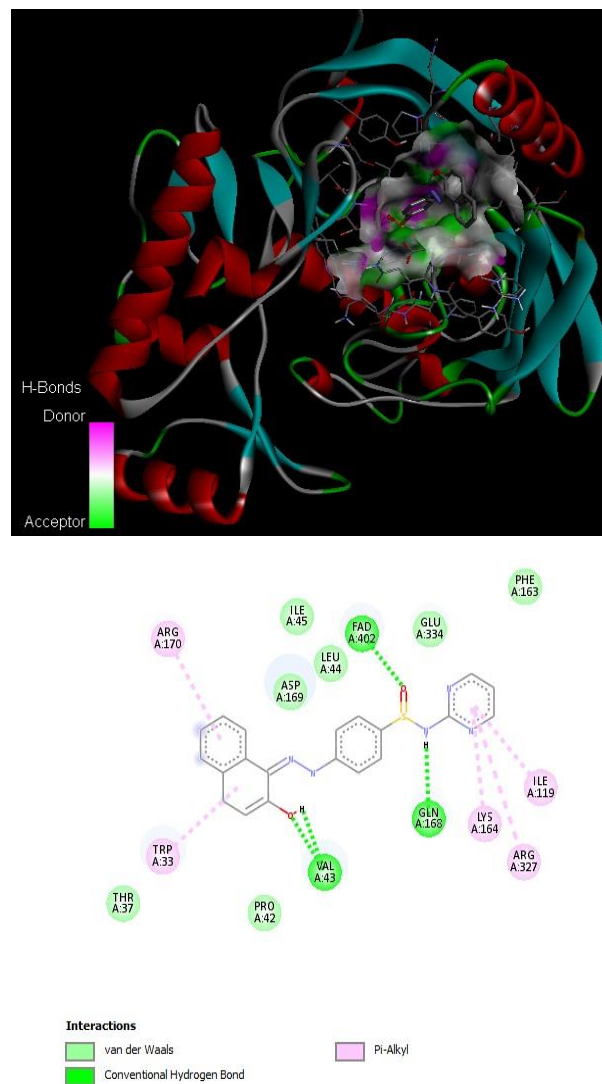 H-Bonds
Donor
Acceptor
PHE
A:163
ILE
A:45
FAD
A:402
GLU
A:334
ARG
A:170
LEU
A:44
ASP
A:169
O
N
S
N
H
N
N
N
ILE
A:119
GLN
A:168
LYS
A:164
ARG
A:327
H
O
TRP
A:33
VAL
A:43
THR
A:37
PRO
A:42
Interactions
van der Waals
Conventional Hydrogen Bond
Pi-Alkyl